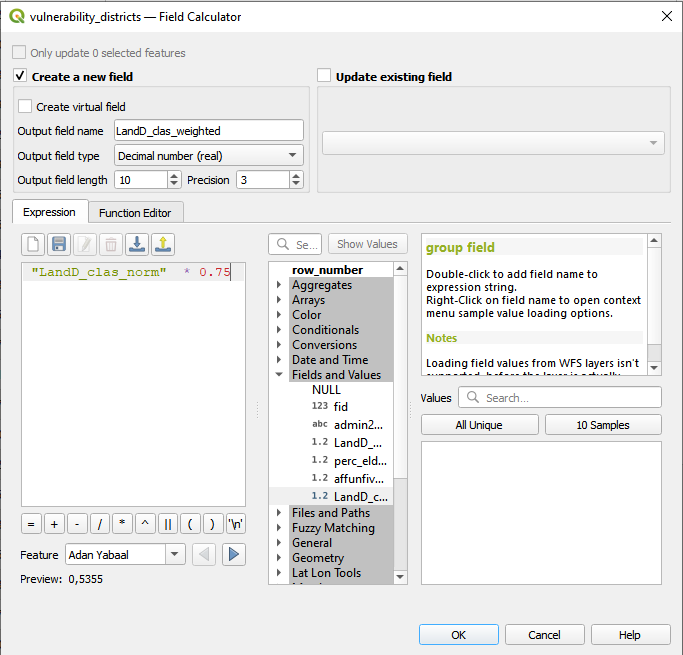 vulnerability_districts — Field Calculator
Only update 0 selected features
Create a new field
Update existing field
Create virtual field
Output field name LandD_clas_weighted
Output field type Decimal number (real)
Output field length 10 Precision 3
Expression Function Editor
Se... Show Values
"LandD_clas_norm" * 0.75
row_number
Aggregates
Arrays
Color
Conditionals
Conversions
Date and Time
Fields and Values
NULL
123 fid
abc admin2...
1.2 LandD_...
1.2 perc_eld...
1.2 affunfiv...
1.2 LandD_c...
Files and Paths
Fuzzy Matching
General
Geometry
Lat Lon Tools
group field
Double-click to add field name to
expression string.
Right-Click on field name to open context
menu sample value loading options.
Notes
Loading field values from WFS layers isn't
Values Search...
All Unique 10 Samples
= + - / * ^ || ( ) '\n'
Feature Adan Yabaal
Preview: 0,5355
OK Cancel Help